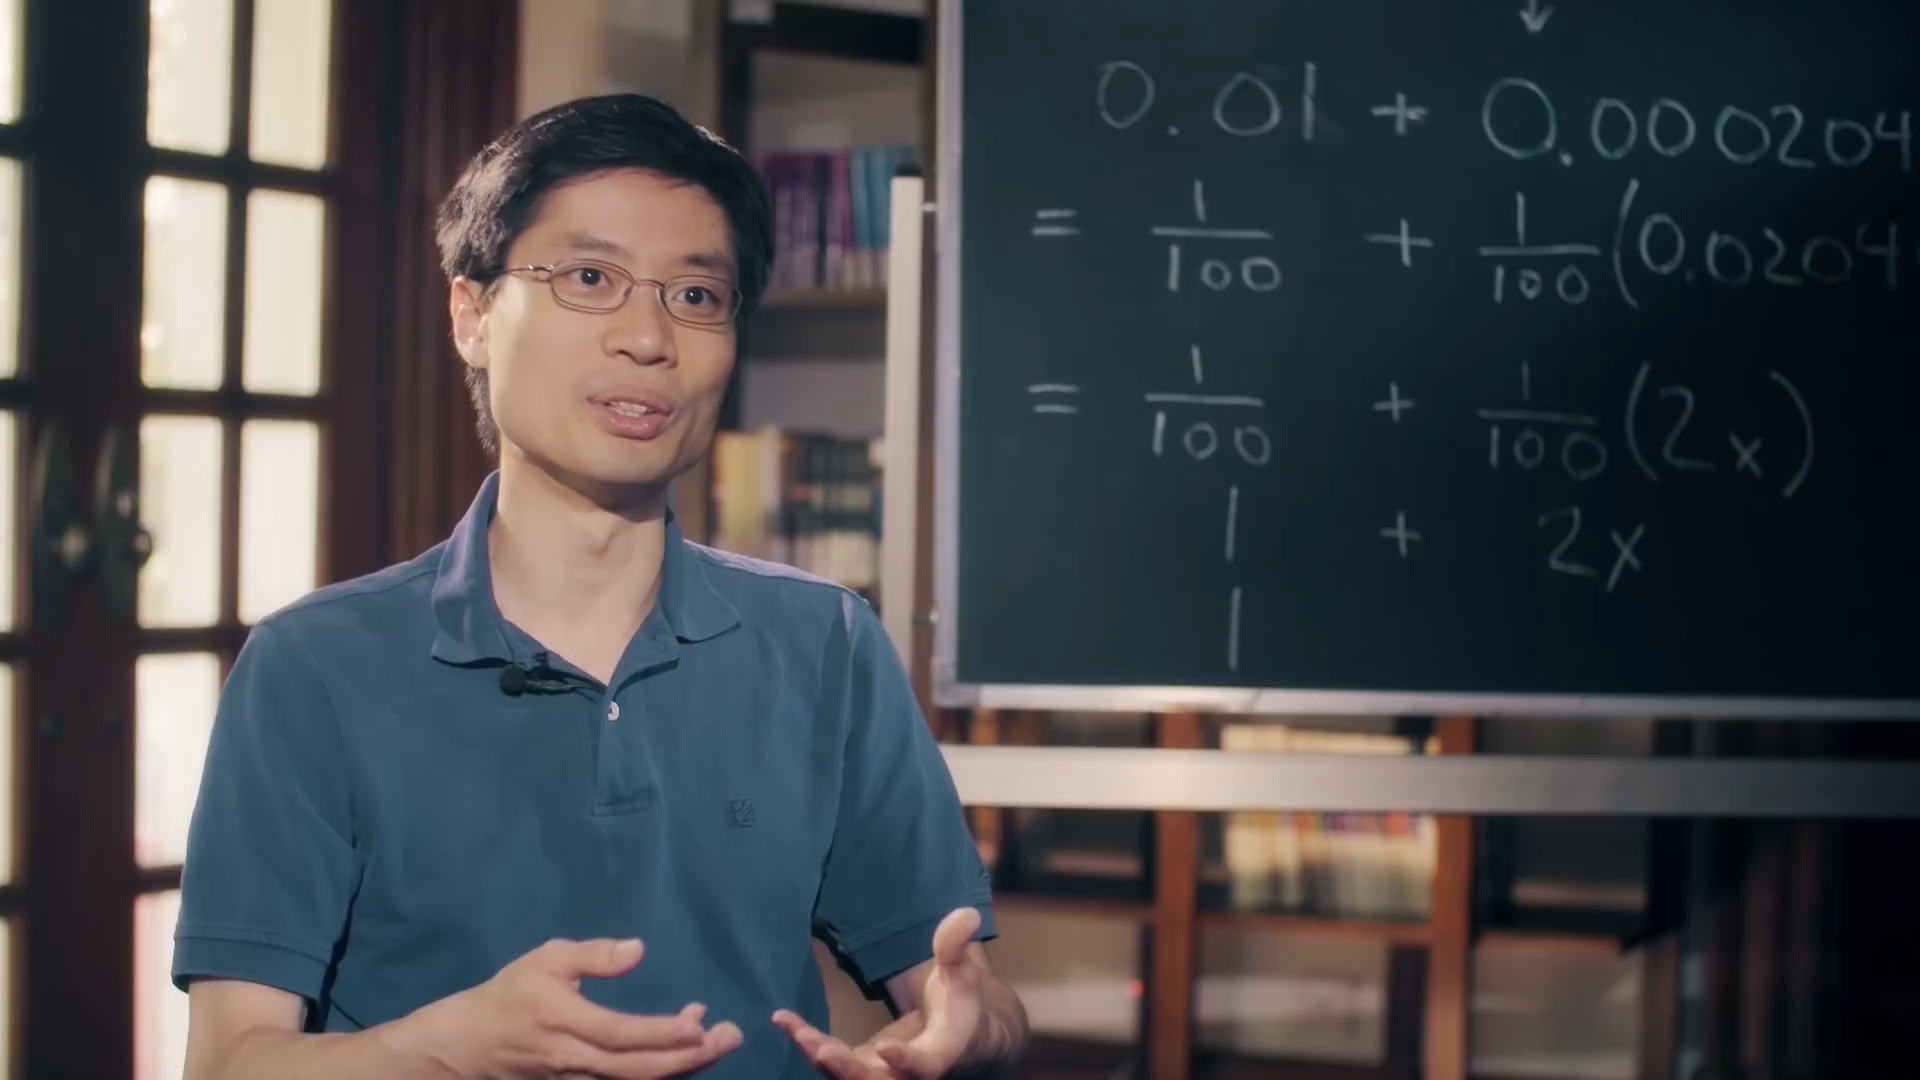 0.01 + 0.000204
= 1/100 + 1/100 (0.0204
= 1/100 + 1/100 (2x)
1 + 2x
1